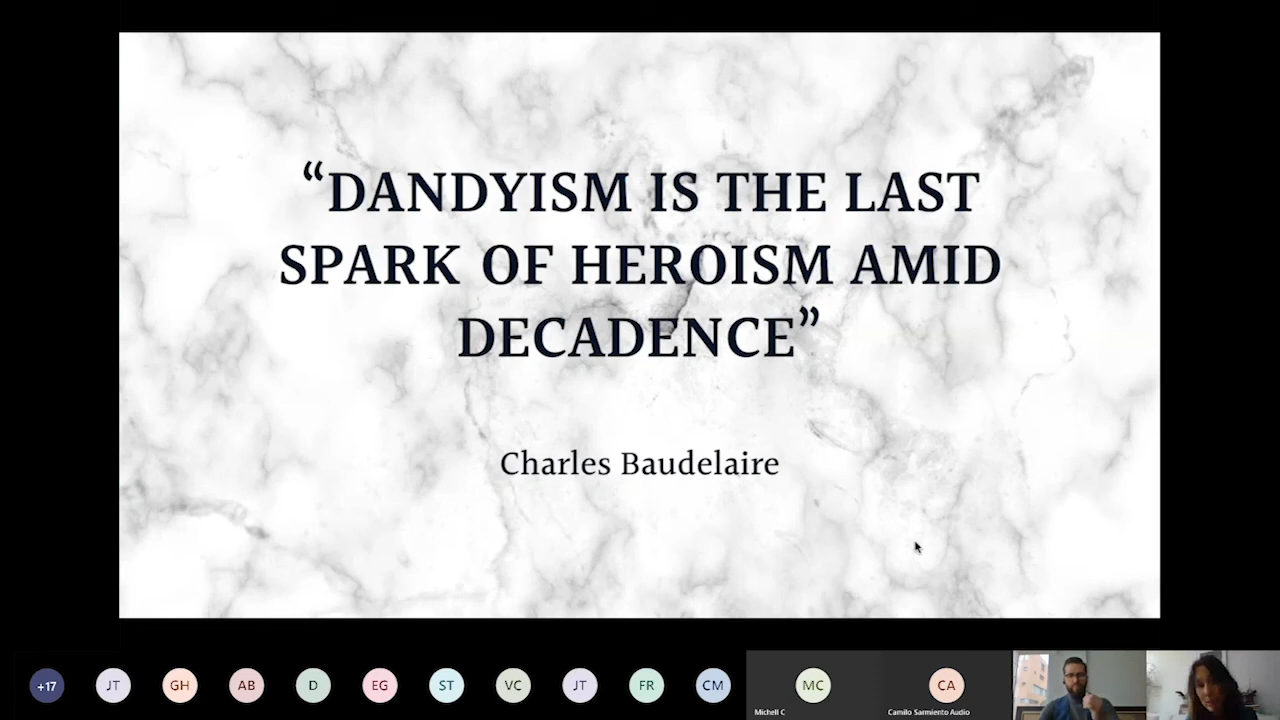 “DANDYISM IS THE LAST
SPARK OF HEROISM AMID
DECADENCE”
Charles Baudelaire
+17
JT
GH
AB
D
EG
ST
VC
JT
FR
CM
MC
CA
Michell C
Camilo Sarmiento Audio